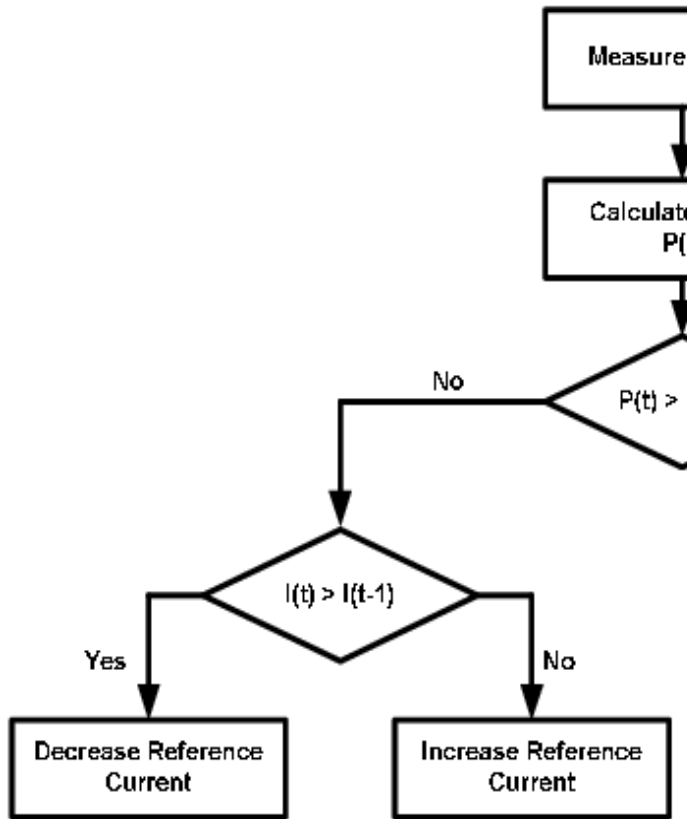 Measure
Calculate
P(
No
P(t) >
I(t) > I(t-1)
Yes
No
Decrease Reference
Current
Increase Reference
Current